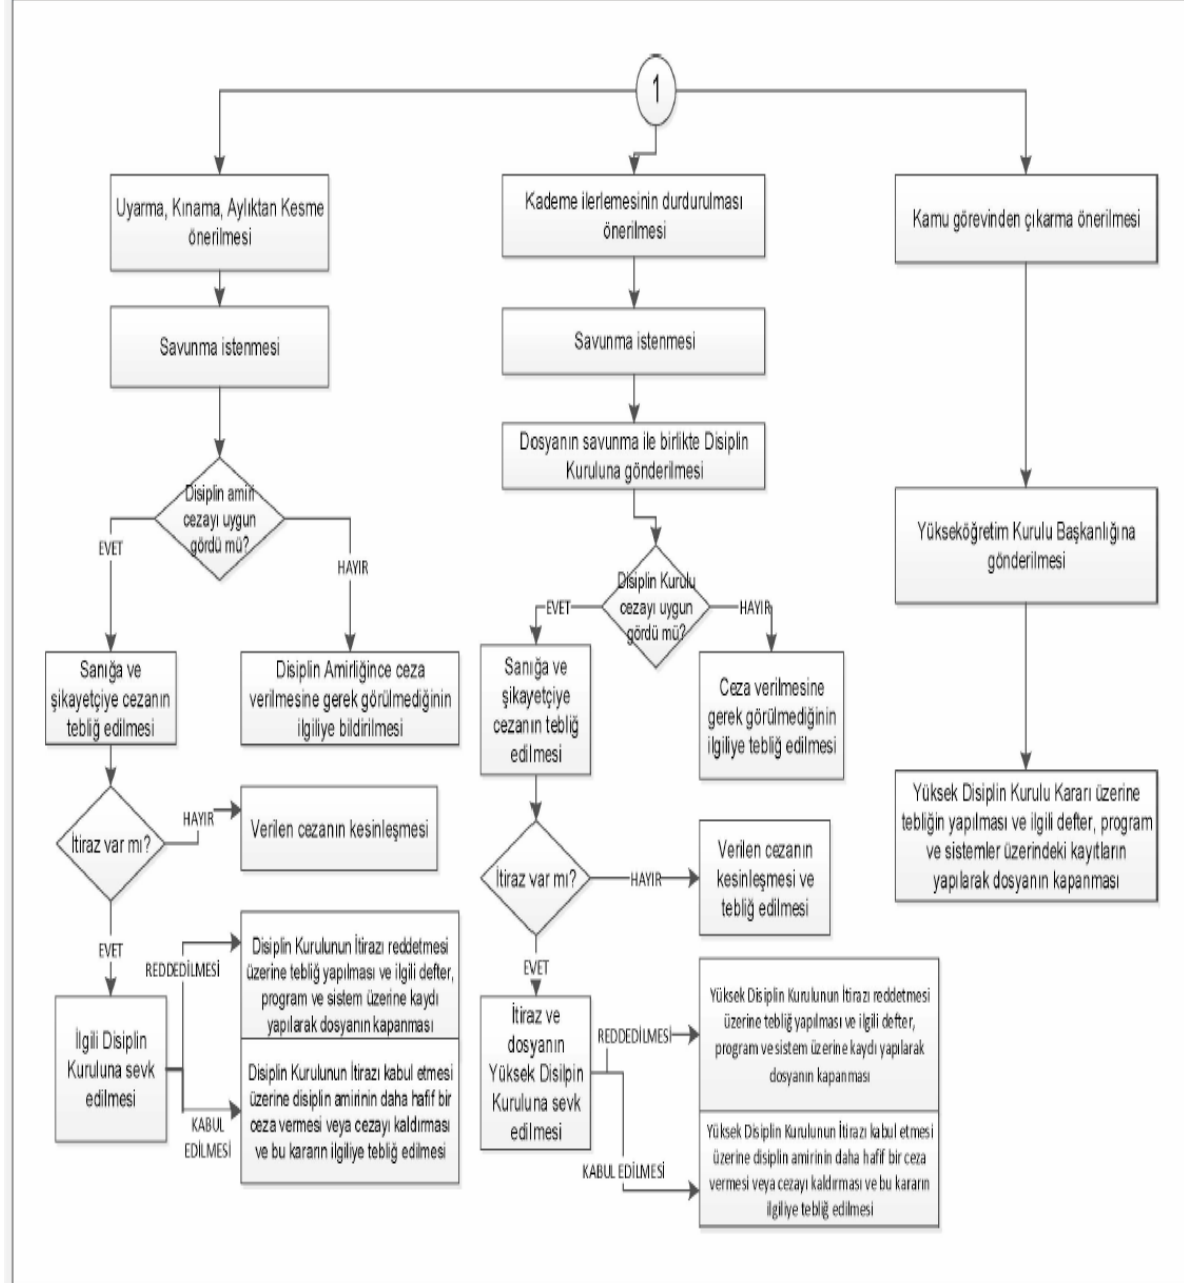 1
Uyarma, Kınama, Aylıktan Kesme
önerilmesi
Savunma istenmesi
Disiplin amiri
cezayı uygun
gördü mü?
EVET
HAYIR
Sanığa ve
şikayetçiye cezanın
tebliğ edilmesi
Disiplin Amirliğince ceza
verilmesine gerek görülmediğinin
ilgiliye bildirilmesi
İtiraz var mı?
HAYIR
Verilen cezanın kesinleşmesi
EVET
İlgili Disiplin
Kuruluna sevk
edilmesi
REDDEDİLMESİ
Disiplin Kurulunun İtirazı reddetmesi
üzerine tebliğ yapılması ve ilgili defter,
program ve sistem üzerine kaydı
yapılarak dosyanın kapanması
KABUL
EDİLMESİ
Disiplin Kurulunun İtirazı kabul etmesi
üzerine disiplin amirinin daha hafif bir
ceza vermesi veya cezayı kaldırması
ve bu kararın ilgiliye tebliğ edilmesi
Kademe ilerlemesinin durdurulması
önerilmesi
Savunma istenmesi
Dosyanın savunma ile birlikte Disiplin
Kuruluna gönderilmesi
Disiplin Kurulu
cezayı uygun
gördü mü?
EVET
HAYIR
Sanığa ve
şikayetçiye
cezanın tebliğ
edilmesi
Ceza verilmesine
gerek görülmediğinin
ilgiliye tebliğ edilmesi
İtiraz var mı?
HAYIR
Verilen cezanın
kesinleşmesi ve
tebliğ edilmesi
EVET
İtiraz ve
dosyanın
Yüksek Disilpin
Kuruluna sevk
edilmesi
REDDEDİLMESİ
Yüksek Disiplin Kurulunun İtirazı reddetmesi
üzerine tebliğ yapılması ve ilgili defter,
program ve sistem üzerine kaydı yapılarak
dosyanın kapanması
KABUL EDİLMESİ
Yüksek Disiplin Kurulunun İtirazı kabul etmesi
üzerine disiplin amirinin daha hafif bir ceza
vermesi veya cezayı kaldırması ve bu kararın
ilgiliye tebliğ edilmesi
Kamu görevinden çıkarma önerilmesi
Yükseköğretim Kurulu Başkanlığına
gönderilmesi
Yüksek Disiplin Kurulu Kararı üzerine
tebliğin yapılması ve ilgili defter, program
ve sistemler üzerindeki kayıtların
yapılarak dosyanın kapanması